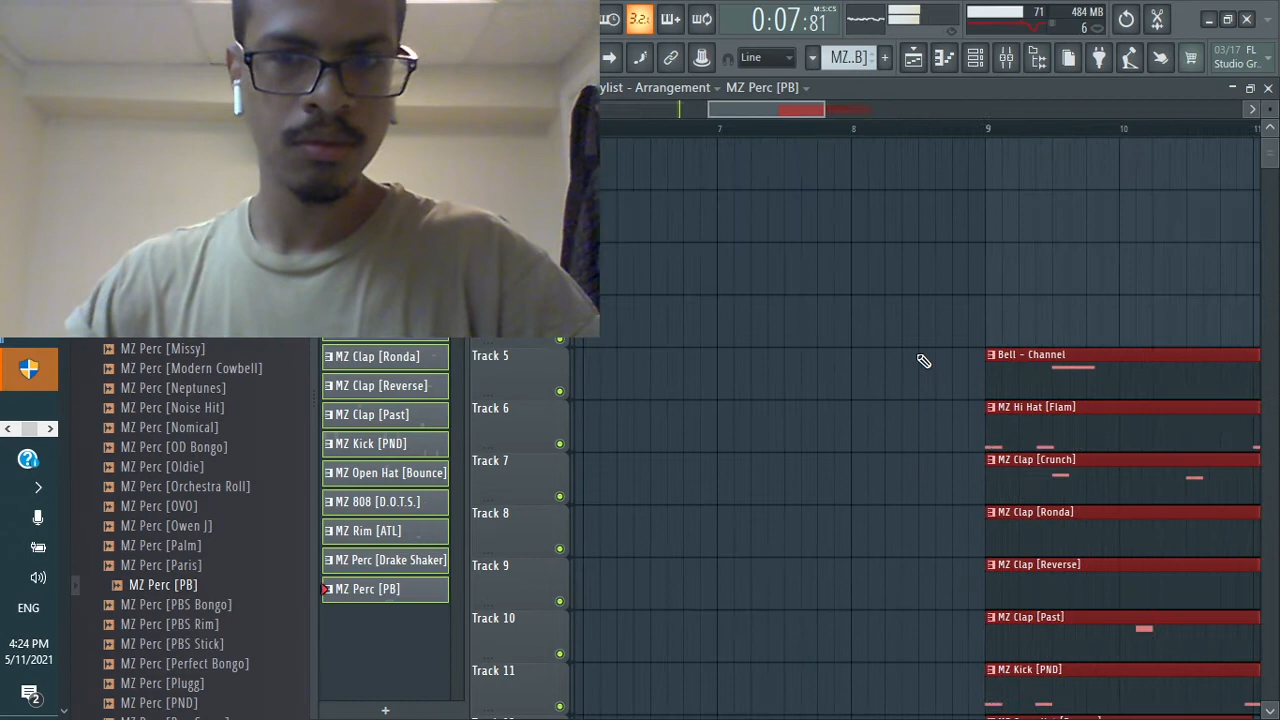 3.2.
0:07:81
M:S:CS
71
484 MB
6
Line
MZ..B]
03/17 FL
Studio Gr..
ylist - Arrangement
MZ Perc [PB]
7
8
9
10
11
MZ Perc [Missy]
MZ Perc [Modern Cowbell]
MZ Perc [Neptunes]
MZ Perc [Noise Hit]
MZ Perc [Nomical]
MZ Perc [OD Bongo]
MZ Perc [Oldie]
MZ Perc [Orchestra Roll]
MZ Perc [OVO]
MZ Perc [Owen J]
MZ Perc [Palm]
MZ Perc [Paris]
MZ Perc [PB]
MZ Perc [PBS Bongo]
MZ Perc [PBS Rim]
MZ Perc [PBS Stick]
MZ Perc [Perfect Bongo]
MZ Perc [Plugg]
MZ Perc [PND]
MZ Clap [Ronda]
MZ Clap [Reverse]
MZ Clap [Past]
MZ Kick [PND]
MZ Open Hat [Bounce]
MZ 808 [D.O.T.S.]
MZ Rim [ATL]
MZ Perc [Drake Shaker]
MZ Perc [PB]
Track 5
Track 6
Track 7
Track 8
Track 9
Track 10
Track 11
Bell - Channel
MZ Hi Hat [Flam]
MZ Clap [Crunch]
MZ Clap [Ronda]
MZ Clap [Reverse]
MZ Clap [Past]
MZ Kick [PND]
ENG
4:24 PM
5/11/2021
2